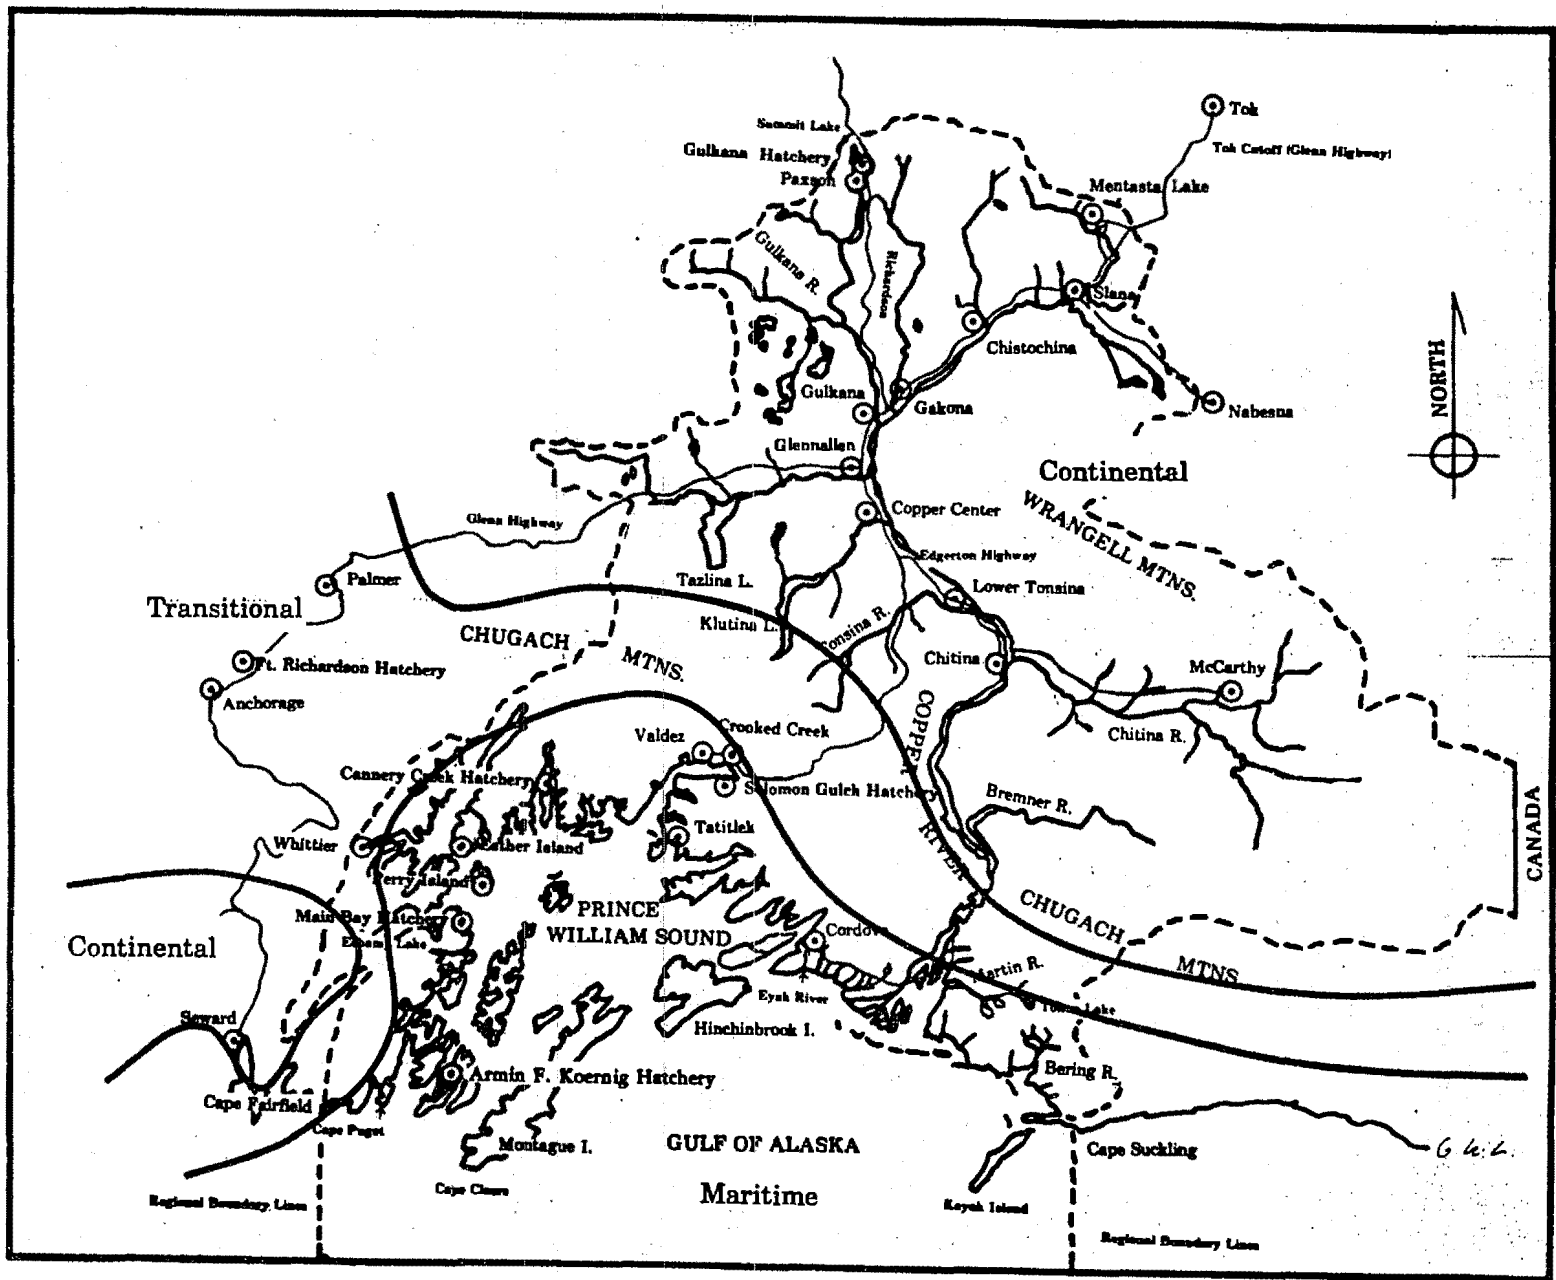 Tok
Summit Lake
Tok Cutoff (Glenn Highway)
Gulkana Hatchery
Paxson
Mentasta Lake
Gulkana R.
Richardson
Slana
Chistochina
NORTH
Gulkana
Gakona
Nabesna
Glennallen
Continental
WRANGELL MTNS.
Copper Center
Glenn Highway
Edgerton Highway
Palmer
Tazlina L.
Lower Tonsina
Transitional
Klutina L.
Tonsina R.
CHUGACH
MTNS.
Chitina
McCarthy
Ft. Richardson Hatchery
Anchorage
COPPER
RIVER
Valdez
Crooked Creek
Chitina R.
Cannery Creek Hatchery
Solomon Gulch Hatchery
Bremner R.
CANADA
Whittier
Esther Island
Tatitlek
Perry Island
Main Bay Hatchery
PRINCE
WILLIAM SOUND
Cordova
CHUGACH
MTNS
Continental
Lake
Martin R.
Eyak River
Lake
Seward
Hinchinbrook I.
Bering R.
Armin F. Koernig Hatchery
Cape Fairfield
Cape Puget
Montague I.
GULF OF ALASKA
Cape Suckling
Cape Cleare
Maritime
Kayak Island
Regional Boundary Lines
Regional Boundary Lines